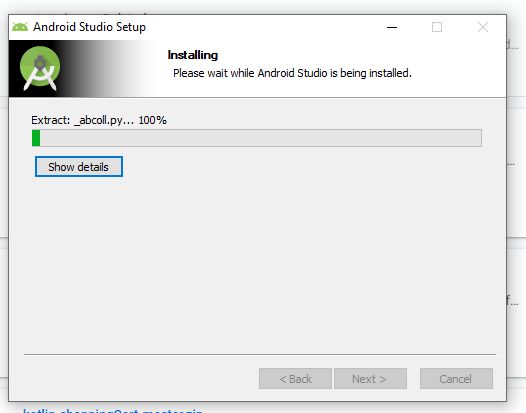 Android Studio Setup
Installing
Please wait while Android Studio is being installed.
Extract: _abcoll.py... 100%
Show details
< Back
Next >
Cancel